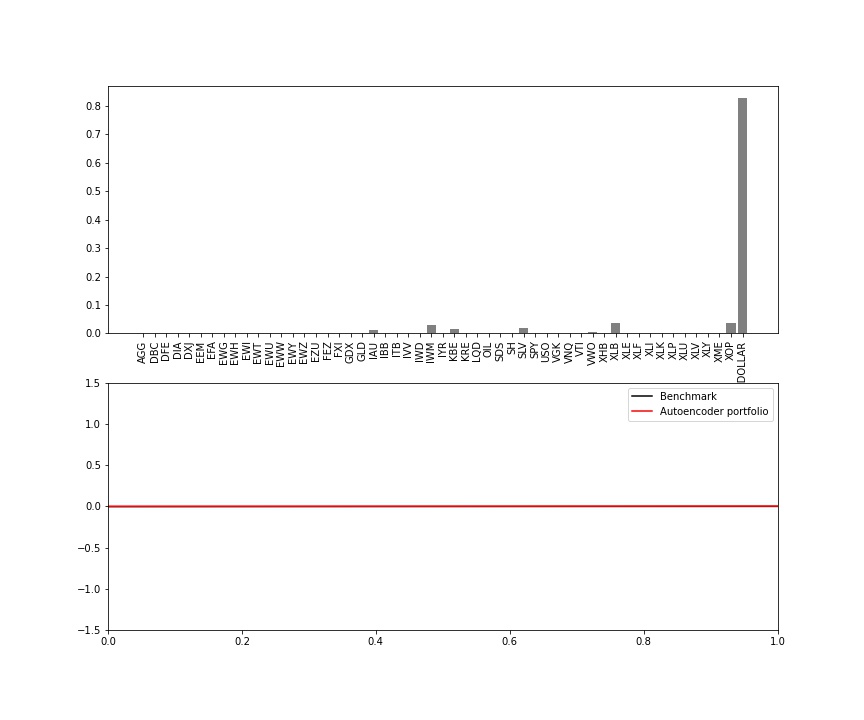 0.8
0.7
0.6
0.5
0.4
0.3
0.2
0.1
0.0
AGG
DBC
DFE
DIA
DXJ
EEM
EFA
EWG
EWH
EWI
EWT
EWU
EWW
EWY
EWZ
EZU
FEZ
FXI
GDX
GLD
IAU
IBB
ITB
IVV
IWD
IWM
IYR
KBE
KRE
LQD
OIL
SDS
SH
SLV
SPY
USO
VGK
VNQ
VTI
VWO
XHB
XLB
XLE
XLF
XLI
XLK
XLP
XLU
XLV
XLY
XME
XOP
DOLLAR
Benchmark
Autoencoder portfolio
1.5
1.0
0.5
0.0
−0.5
−1.0
−1.5
0.0 0.2 0.4 0.6 0.8 1.0